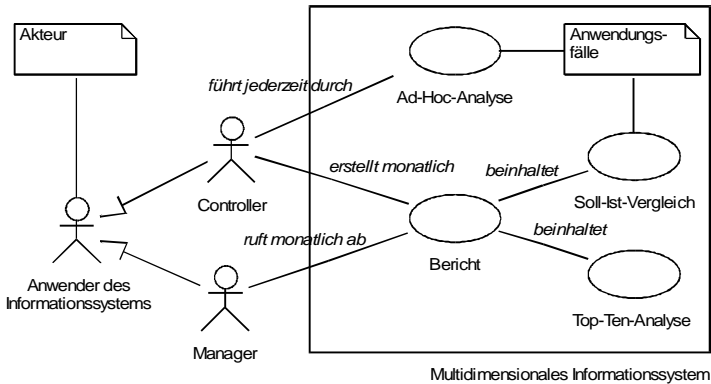 Akteur
Anwendungs-
fälle
führt jederzeit durch
Ad-Hoc-Analyse
erstellt monatlich
beinhaltet
Controller
Soll-Ist-Vergleich
ruft monatlich ab
beinhaltet
Bericht
Anwender des
Informationssystems
Top-Ten-Analyse
Manager
Multidimensionales Informationssystem